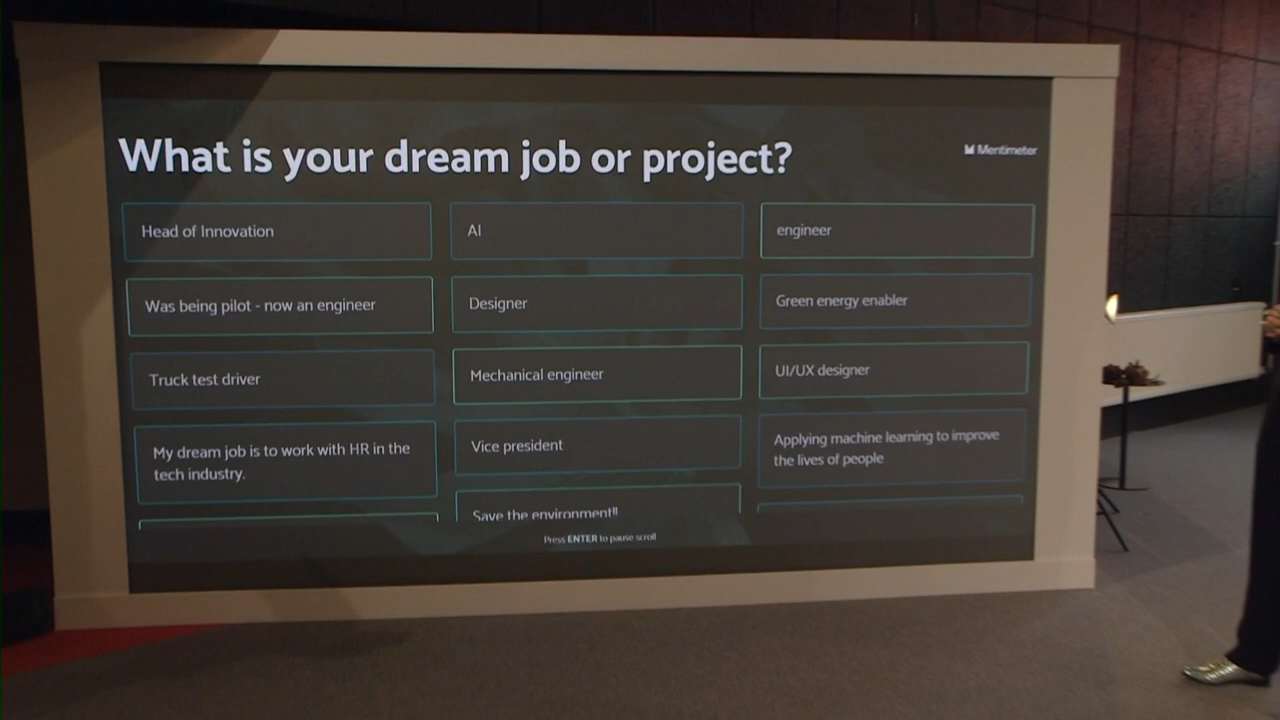 What is your dream job or project?
Mentimeter
Head of Innovation
AI
engineer
Was being pilot - now an engineer
Designer
Green energy enabler
Truck test driver
Mechanical engineer
UI/UX designer
My dream job is to work with HR in the
tech industry.
Vice president
Applying machine learning to improve
the lives of people
Save the environment!!
Press ENTER to pause scroll